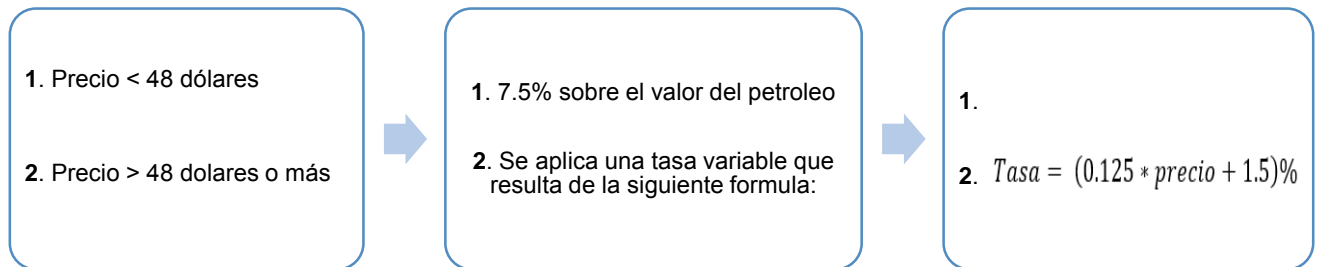 1. Precio < 48 dólares
2. Precio > 48 dolares o más
1. 7.5% sobre el valor del petroleo
2. Se aplica una tasa variable que
resulta de la siguiente formula:
1.
2. Tasa = (0.125 * precio + 1.5)%